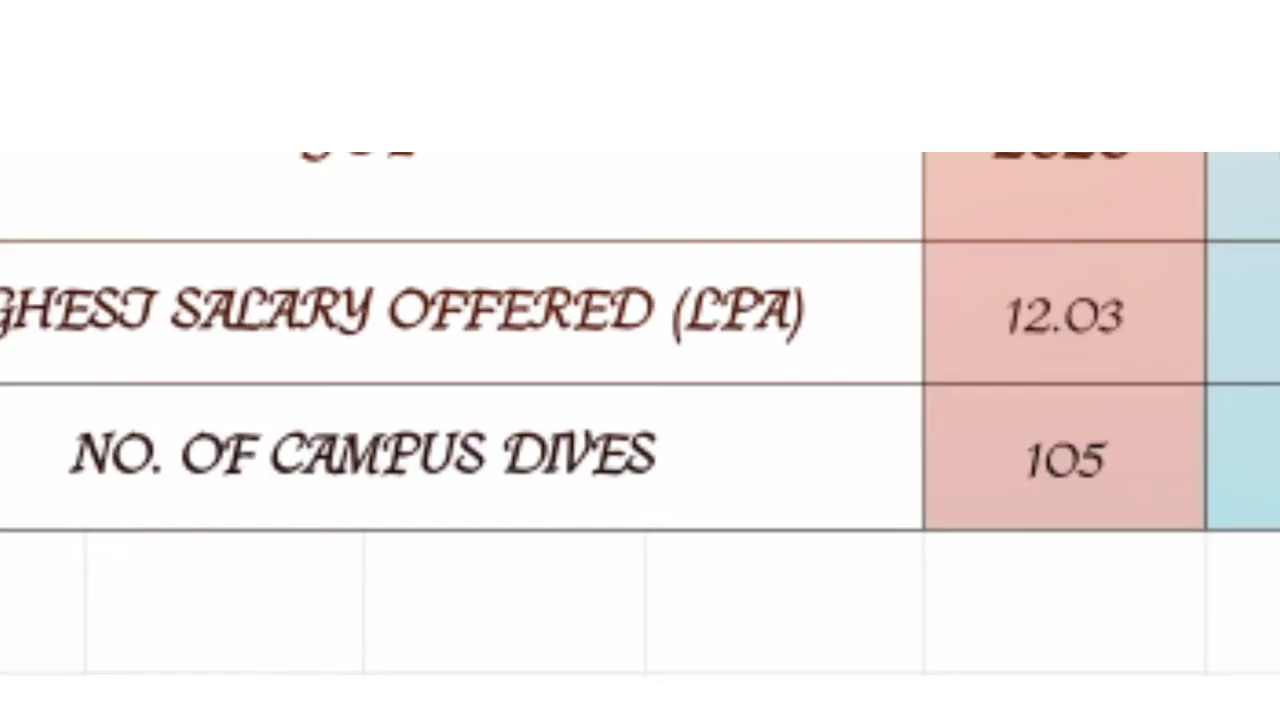 GHEST SALARY OFFERED (LPA) 12.03
NO. OF CAMPUS DIVES 105